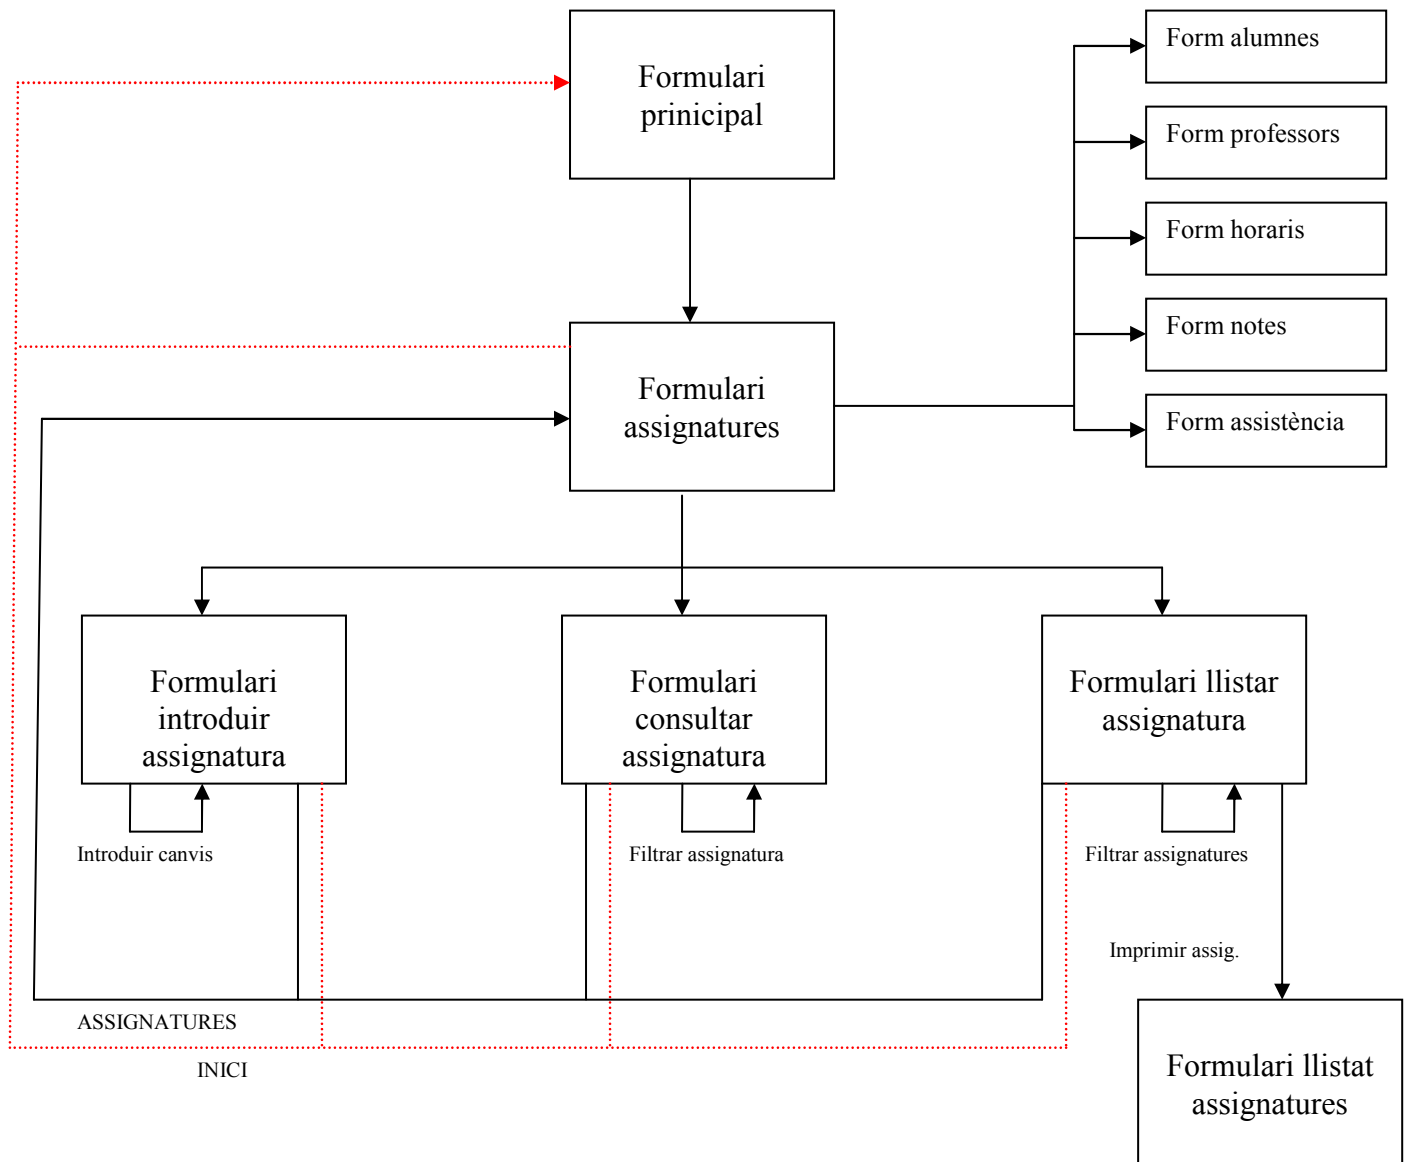 Formulari
prinicipal
Form alumnes
Form professors
Form horaris
Form notes
Form assistència
Formulari
assignatures
Formulari
introduir
assignatura
Formulari
consultar
assignatura
Formulari llistar
assignatura
Introduir canvis
Filtrar assignatura
Filtrar assignatures
Imprimir assig.
ASSIGNATURES
INICI
Formulari llistat
assignatures